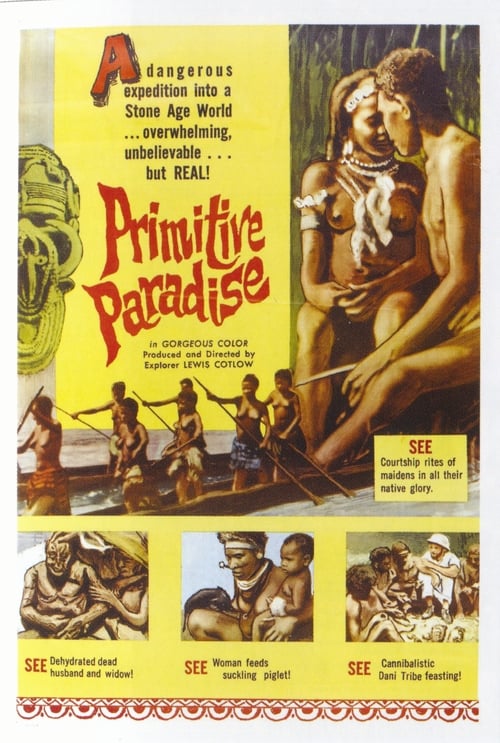 A dangerous
expedition into a
Stone Age World
... overwhelming,
unbelievable ...
but REAL!
Primitive
Paradise
in GORGEOUS COLOR
Produced and Directed by
Explorer LEWIS COTLOW
SEE
Courtship rites of
maidens in all their
native glory.
SEE Dehydrated dead
husband and widow!
SEE Woman feeds
suckling piglet!
SEE Cannibalistic
Dani Tribe feasting!